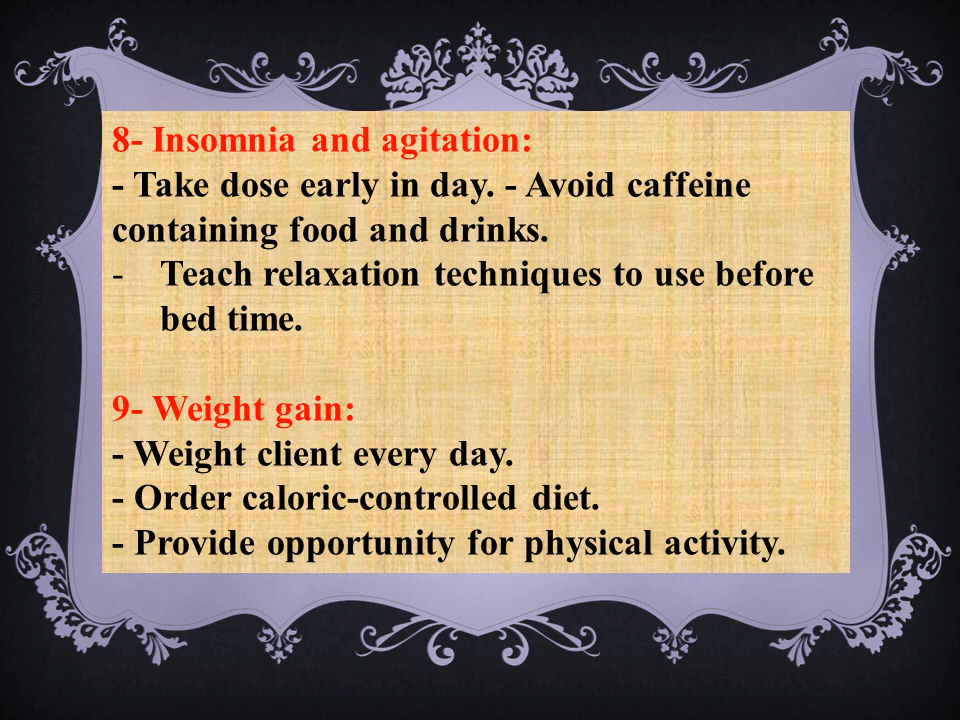 8- Insomnia and agitation:
- Take dose early in day. - Avoid caffeine
containing food and drinks.
- Teach relaxation techniques to use before
bed time.
9- Weight gain:
- Weight client every day.
- Order caloric-controlled diet.
- Provide opportunity for physical activity.